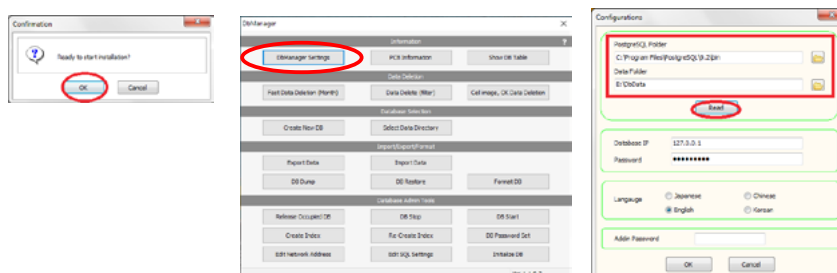 Confirmation
Ready to start installation?
OK
Cancel
DbManager
Information
?
DbManager Settings
PCB Information
Show DB Table
Data Deletion
Fast Data Deletion (Month)
Data Delete (filter)
Cell image, CK Data Deletion
Database Selection
Create New DB
Select Data Directory
Import/Export/Format
Export Data
Import Data
DB Dump
DB Restore
Format DB
Database Admin Tools
Release Occupied DB
DB Stop
DB Start
Create Index
Re-Create Index
DB Password Set
Edit Network Address
Edit SQL Settings
Initialize DB
Configurations
PostgreSQL Folder
C:\Program Files\PostgreSQL\9.2\bin
Data Folder
D:\DbData
Read
Database IP
127.0.0.1
Password
Langauge
Japanese
Chinese
English
Korean
Admin Password
OK
Cancel